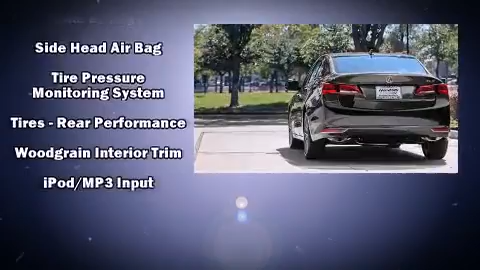 Side Head Air Bag
Tire Pressure
Monitoring System
Tires - Rear Performance
Woodgrain Interior Trim
iPod/MP3 Input